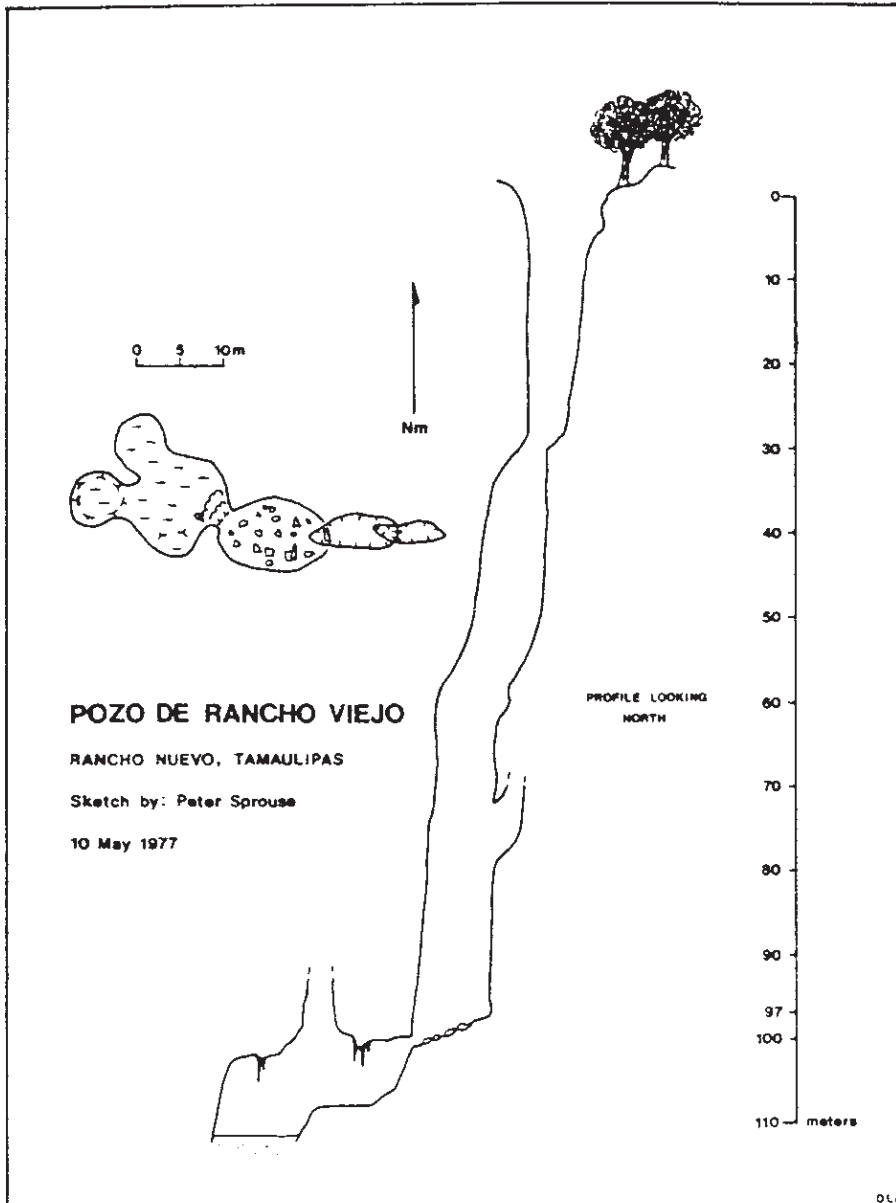 0 5 10m
Nm
POZO DE RANCHO VIEJO
RANCHO NUEVO, TAMAULIPAS
Sketch by: Peter Sprouse
10 May 1977
PROFILE LOOKING
NORTH
0
10
20
30
40
50
60
70
80
90
97
100
110 meters